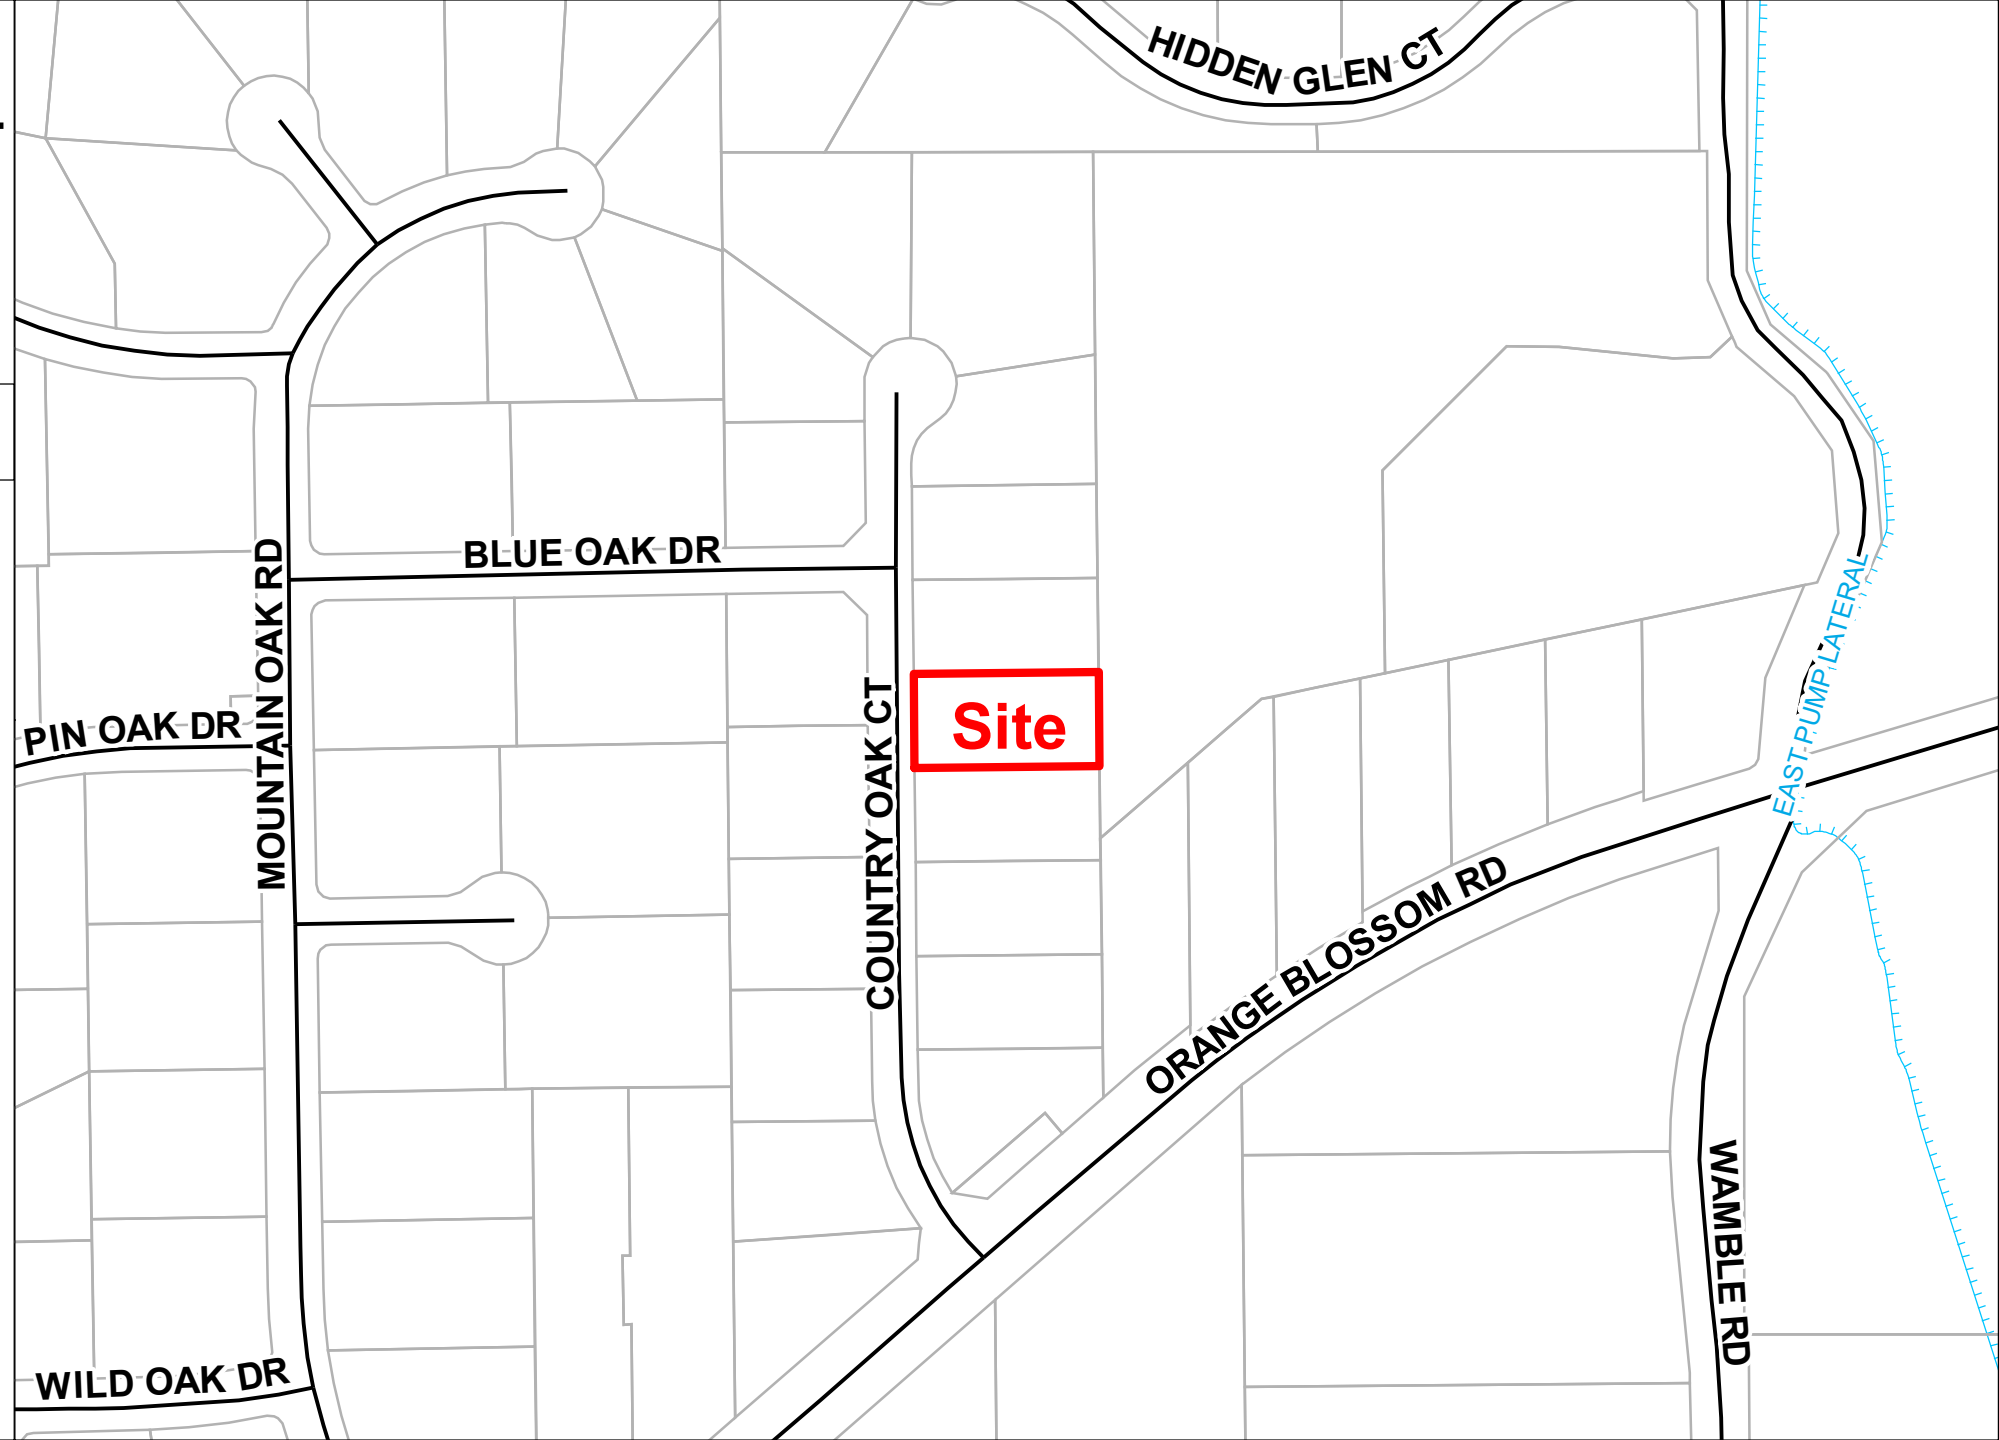 HIDDEN GLEN CT
BLUE OAK DR
MOUNTAIN OAK RD
PIN OAK DR
COUNTRY OAK CT
Site
EAST PUMP LATERAL
ORANGE BLOSSOM RD
WAMBLE RD
WILD OAK DR